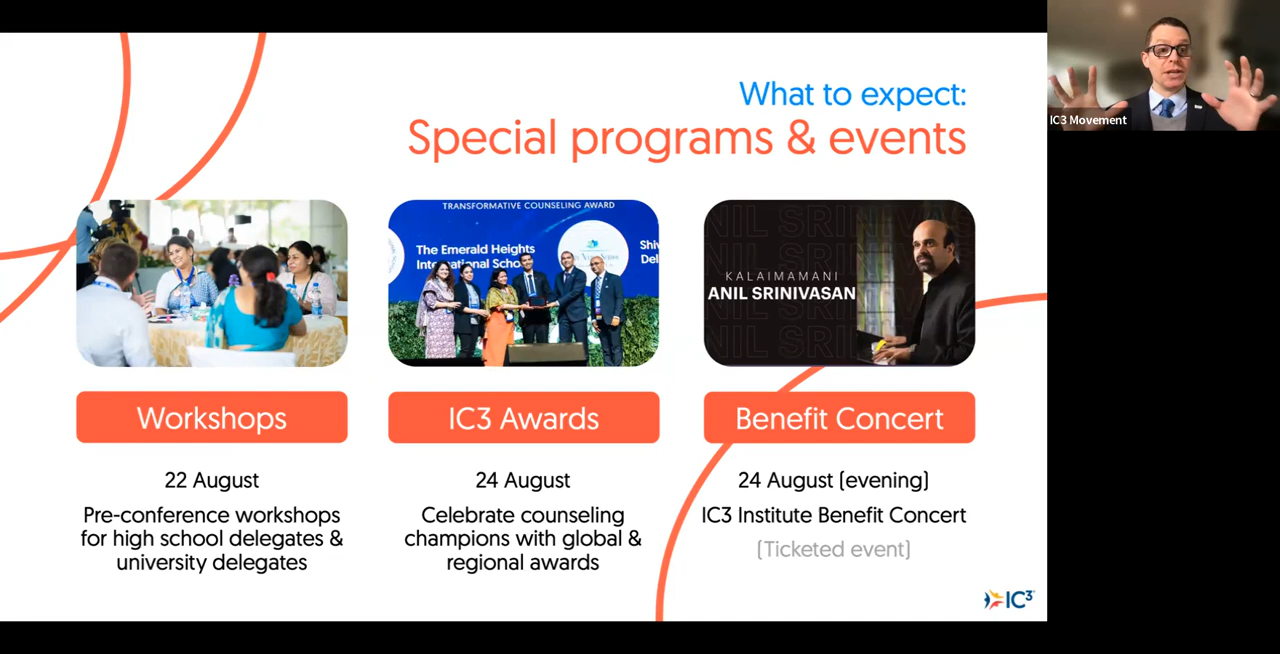 What to expect:
Special programs & events
TRANSFORMATIVE COUNSELING AWARD
The Emerald Heights
International School
Shiv
Del
KALAIMAMANI
ANIL SRINIVASAN
Workshops
22 August
Pre-conference workshops
for high school delegates &
university delegates
IC3 Awards
24 August
Celebrate counseling
champions with global &
regional awards
Benefit Concert
24 August (evening)
IC3 Institute Benefit Concert
(Ticketed event)
IC3
IC3 Movement